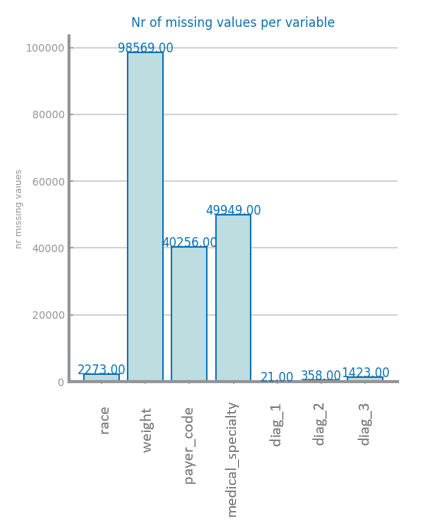 Nr of missing values per variable
100000
80000
60000
40000
20000
0
nr missing values
2273.00
98569.00
40256.00
49949.00
21.00
358.00
1423.00
race
weight
payer_code
medical_specialty
diag_1
diag_2
diag_3